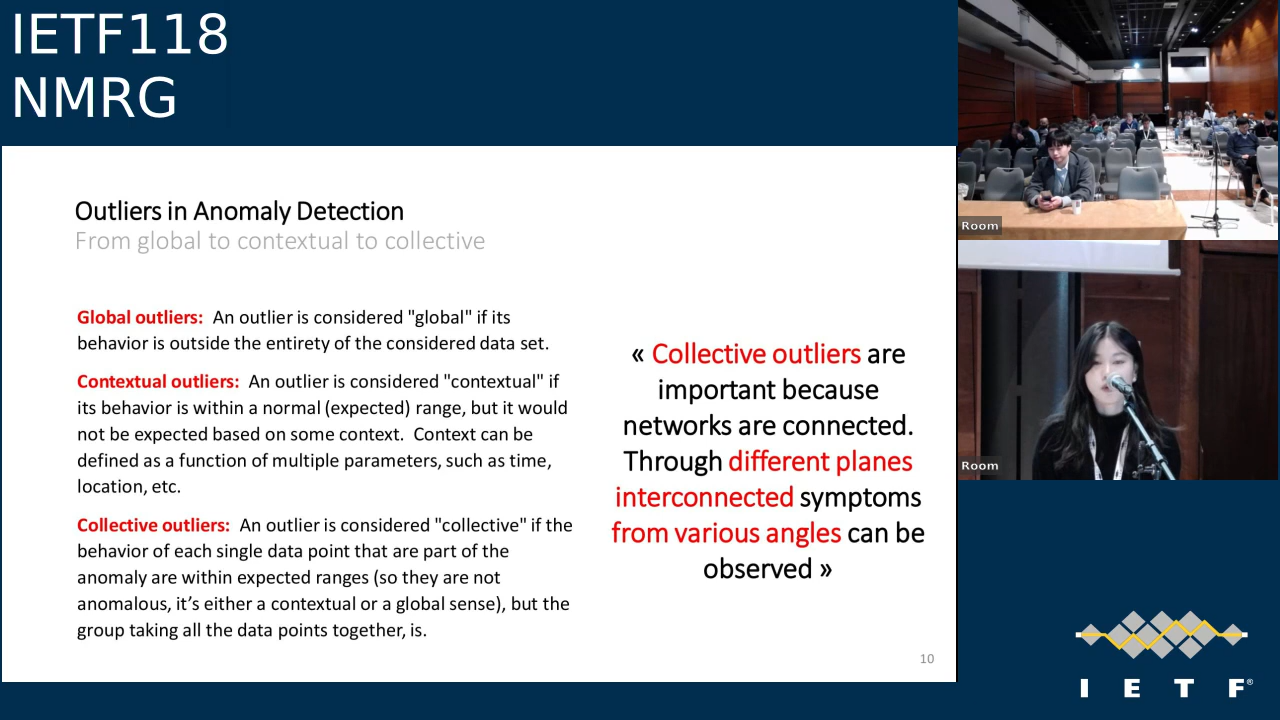 IETF118
NMRG
Outliers in Anomaly Detection
From global to contextual to collective
Global outliers: An outlier is considered "global" if its
behavior is outside the entirety of the considered data set.
Contextual outliers: An outlier is considered "contextual" if
its behavior is within a normal (expected) range, but it would
not be expected based on some context. Context can be
defined as a function of multiple parameters, such as time,
location, etc.
Collective outliers: An outlier is considered "collective" if the
behavior of each single data point that are part of the
anomaly are within expected ranges (so they are not
anomalous, it’s either a contextual or a global sense), but the
group taking all the data points together, is.
« Collective outliers are
important because
networks are connected.
Through different planes
interconnected symptoms
from various angles can be
observed »
10
Room
Room
I E T F®